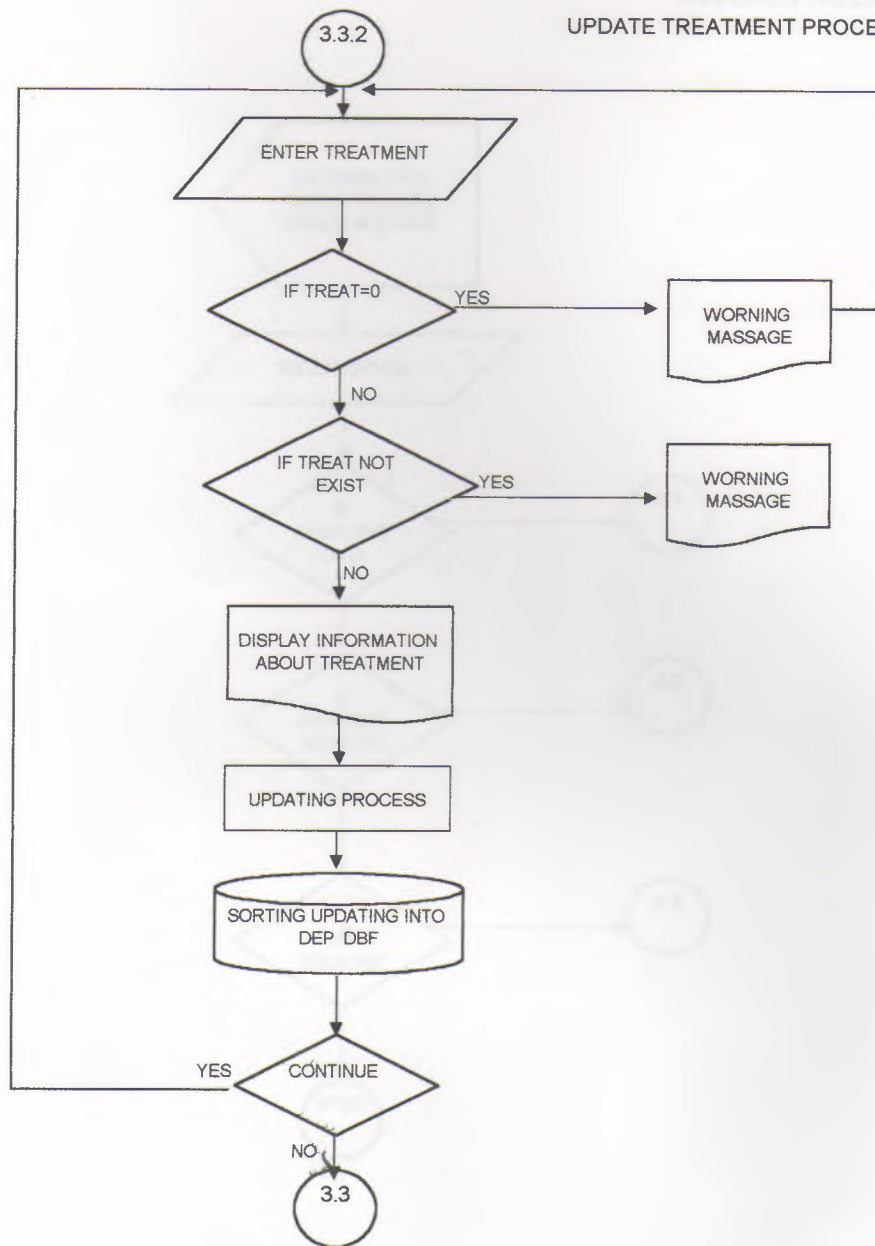 UPDATE TREATMENT PROCE
3.3.2
ENTER TREATMENT
IF TREAT=0
YES
WORNING
MASSAGE
NO
IF TREAT NOT
EXIST
YES
WORNING
MASSAGE
NO
DISPLAY INFORMATION
ABOUT TREATMENT
UPDATING PROCESS
SORTING UPDATING INTO
DEP DBF
YES
CONTINUE
NO
3.3